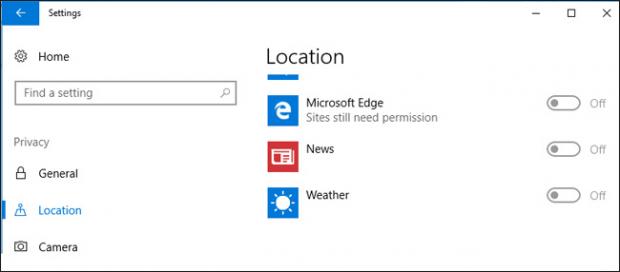 Settings
Home
Find a setting
Privacy
General
Location
Camera
Location
Microsoft Edge Off
Sites still need permission
News Off
Weather Off